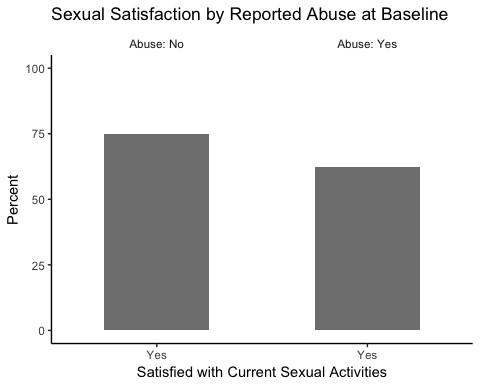 Sexual Satisfaction by Reported Abuse at Baseline
Abuse: No
Abuse: Yes
100
75
50
25
0
Percent
Yes
Yes
Satisfied with Current Sexual Activities